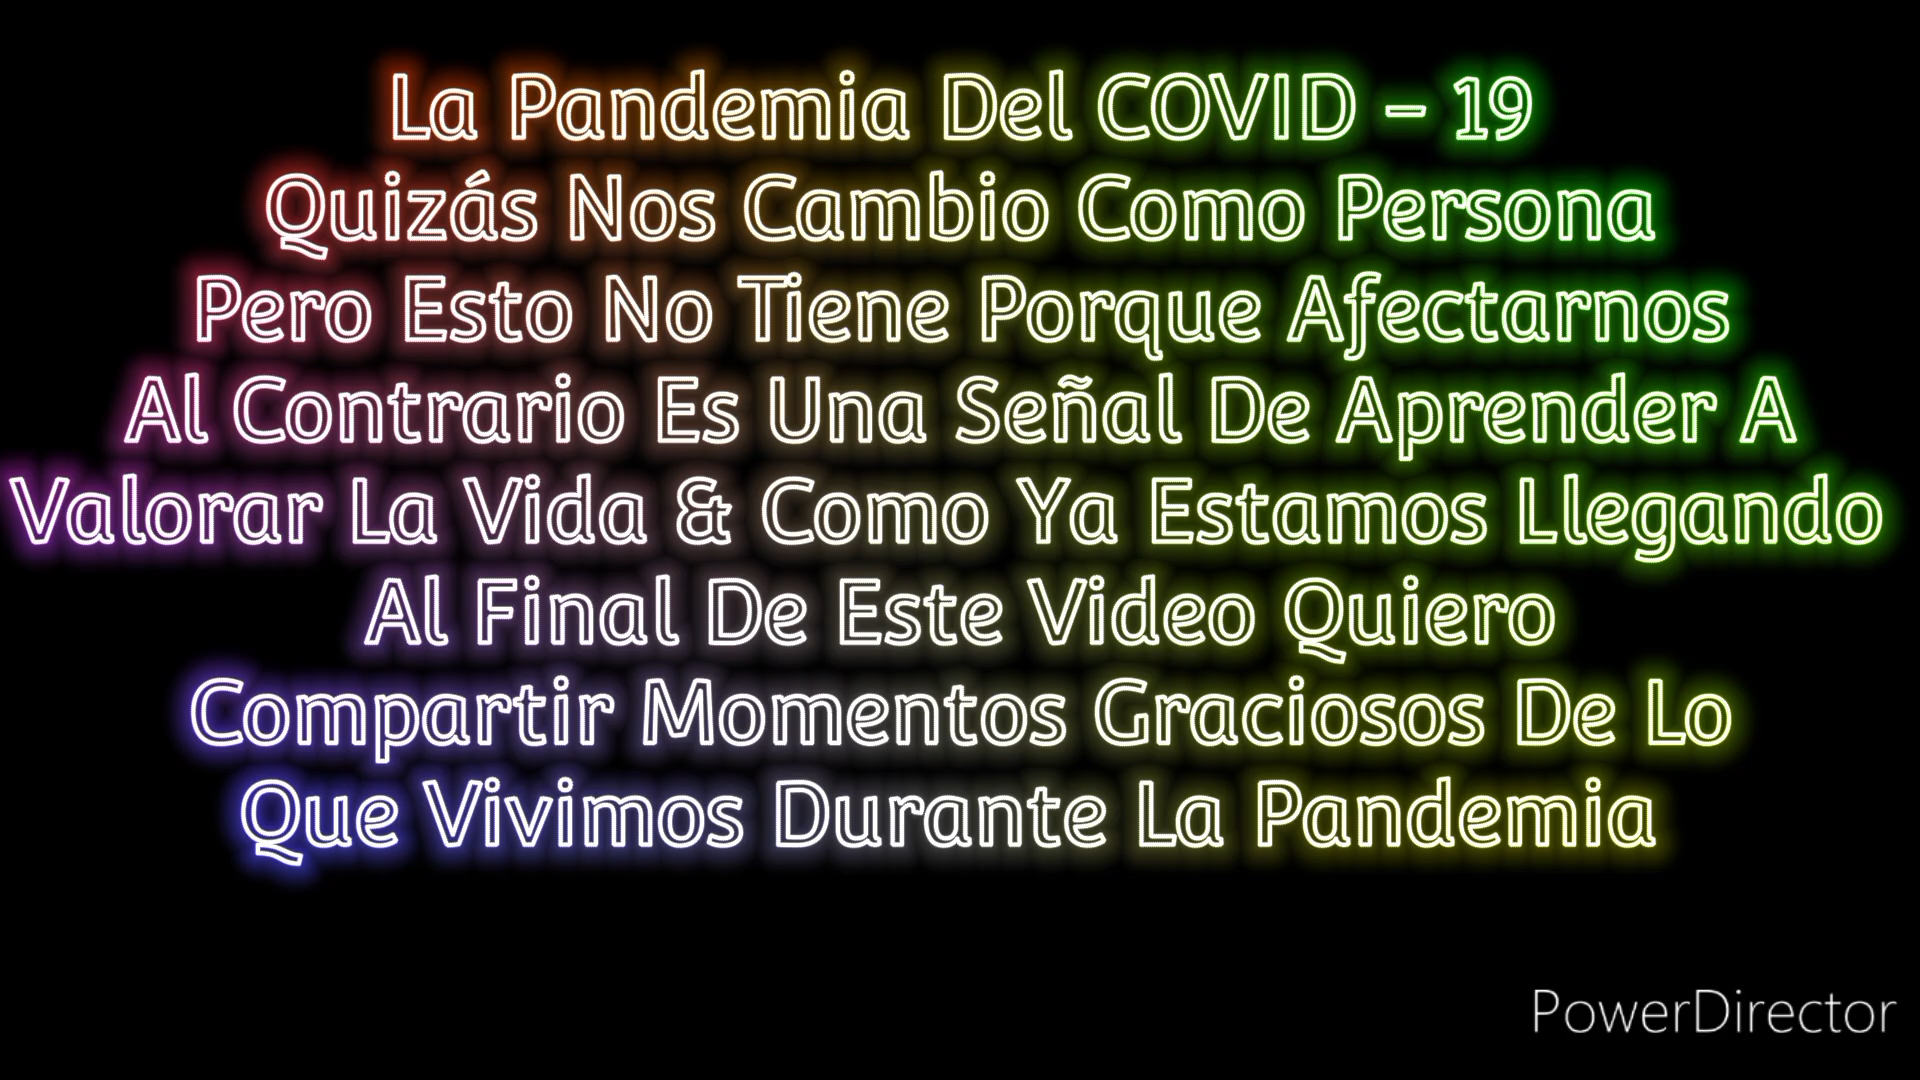 La Pandemia Del COVID – 19
Quizás Nos Cambio Como Persona
Pero Esto No Tiene Porque Afectarnos
Al Contrario Es Una Señal De Aprender A
Valorar La Vida & Como Ya Estamos Llegando
Al Final De Este Video Quiero
Compartir Momentos Graciosos De Lo
Que Vivimos Durante La Pandemia
PowerDirector